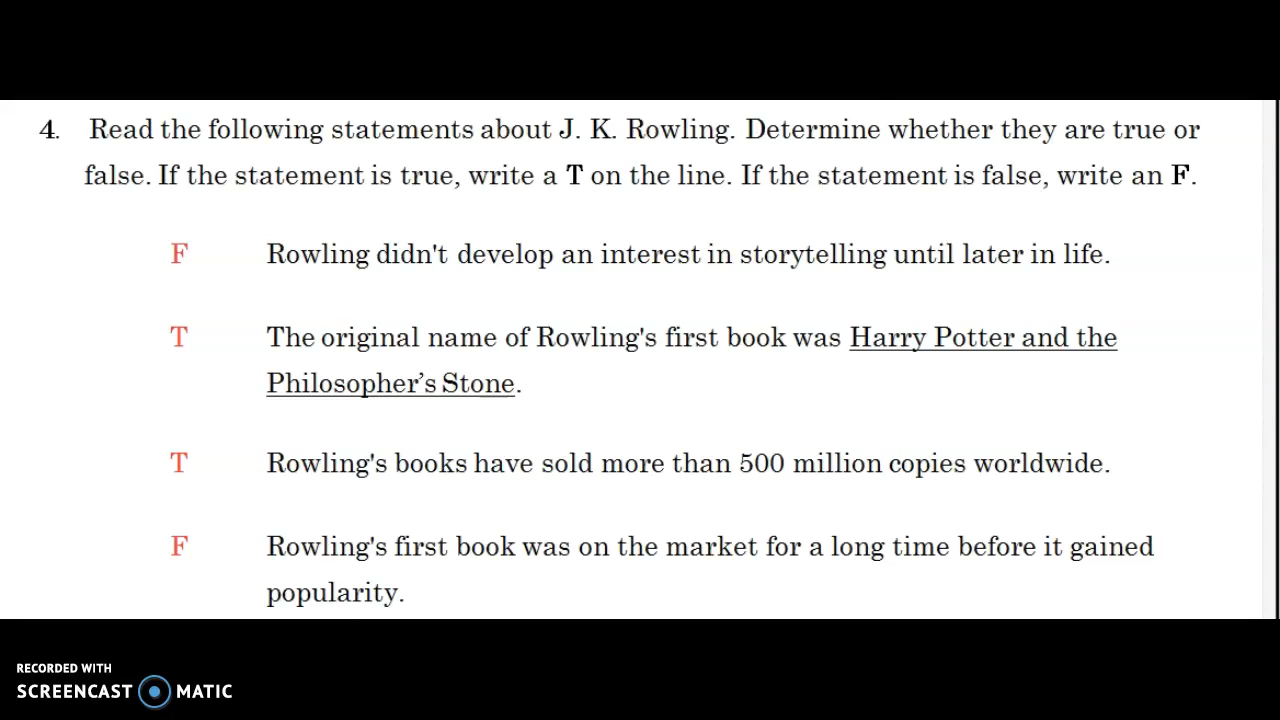 4. Read the following statements about J. K. Rowling. Determine whether they are true or
false. If the statement is true, write a T on the line. If the statement is false, write an F.
F Rowling didn't develop an interest in storytelling until later in life.
T The original name of Rowling's first book was Harry Potter and the
Philosopher’s Stone.
T Rowling's books have sold more than 500 million copies worldwide.
F Rowling's first book was on the market for a long time before it gained
popularity.
RECORDED WITH
SCREENCAST MATIC